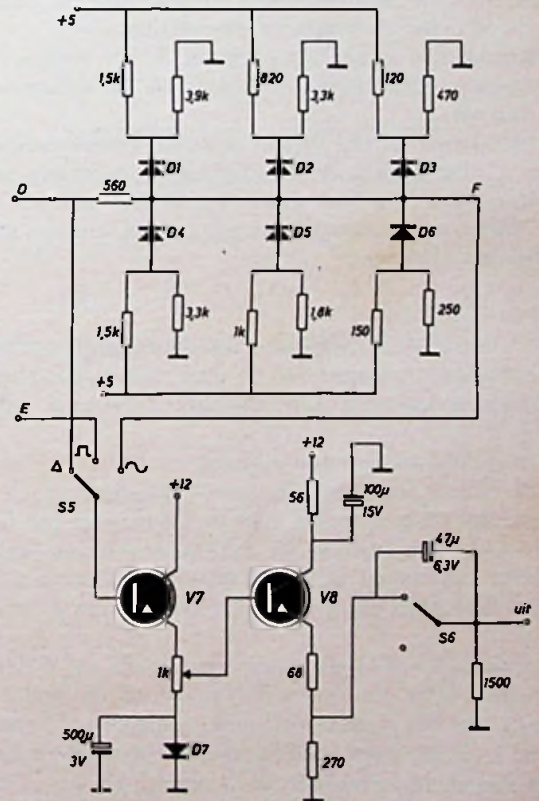 +5
1,5k
3,9k
820
3,3k
120
470
D1
D2
D3
D
560
F
D4
D5
D6
1,5k
3,3k
1k
1,8k
150
250
+5
E
S5
+12
+12
56
100µ
15V
47µ
6,3V
V7
V8
uit
S6
1k
68
1500
500µ
3V
D7
270